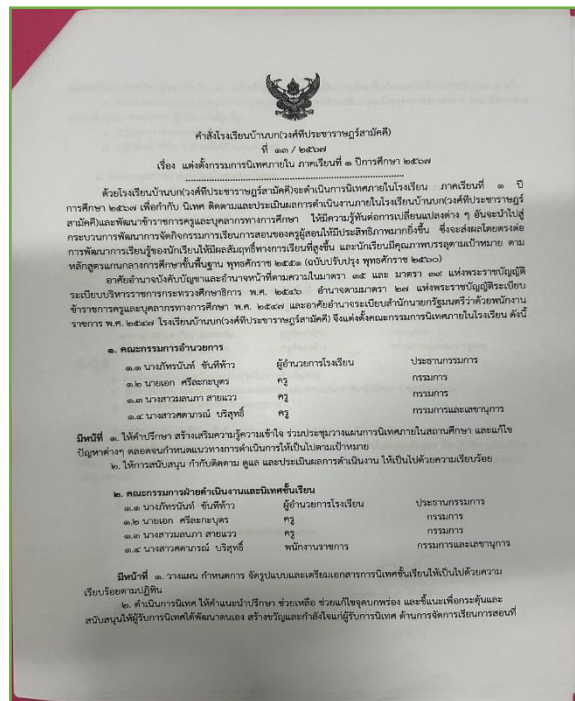 คำสั่งโรงเรียนบ้านบก(วงศ์ทีประชาราษฎร์สามัคคี)
ที่ ๑๓ / ๒๕๖๗
เรื่อง แต่งตั้งกรรมการนิเทศภายใน ภาคเรียนที่ ๑ ปีการศึกษา ๒๕๖๗
ด้วยโรงเรียนบ้านบก(วงศ์ทีประชาราษฎร์สามัคคี)จะดำเนินการนิเทศภายในโรงเรียน ภาคเรียนที่ ๑ ปี
การศึกษา ๒๕๖๗ เพื่อกำกับ นิเทศ ติดตามและประเมินผลการดำเนินงานภายในโรงเรียนบ้านบก(วงศ์ทีประชาราษฎร์
สามัคคี)และพัฒนาข้าราชการครูและบุคลากรทางการศึกษา ให้มีความรู้ทันต่อการเปลี่ยนแปลงต่าง ๆ อันจะนำไปสู่
กระบวนการพัฒนาการจัดกิจกรรมการเรียนการสอนของครูผู้สอนให้มีประสิทธิภาพมากยิ่งขึ้น ซึ่งจะส่งผลโดยตรงต่อ
การพัฒนาการเรียนรู้ของนักเรียนให้มีผลสัมฤทธิ์ทางการเรียนที่สูงขึ้น และนักเรียนมีคุณภาพบรรลุตามเป้าหมาย ตาม
หลักสูตรแกนกลางการศึกษาขั้นพื้นฐาน พุทธศักราช ๒๕๕๑ (ฉบับปรับปรุง พุทธศักราช ๒๕๖๐)
อาศัยอำนาจบังคับบัญชาและอำนาจหน้าที่ตามความในมาตรา ๓๕ และ มาตรา ๓๙ แห่งพระราชบัญญัติ
ระเบียบบริหารราชการกระทรวงศึกษาธิการ พ.ศ. ๒๕๔๖ อำนาจตามมาตรา ๒๗ แห่งพระราชบัญญัติระเบียบ
ข้าราชการครูและบุคลากรทางการศึกษา พ.ศ. ๒๕๔๗ และอาศัยอำนาจระเบียบสำนักนายกรัฐมนตรีว่าด้วยพนักงาน
ราชการ พ.ศ. ๒๕๔๗ โรงเรียนบ้านบก(วงศ์ทีประชาราษฎร์สามัคคี) จึงแต่งตั้งคณะกรรมการนิเทศภายในโรงเรียน ดังนี้
๑. คณะกรรมการอำนวยการ
๑.๑ นางภัทรนันท์ ขันทีท้าว ผู้อำนวยการโรงเรียน ประธานกรรมการ
๑.๒ นายเอก ศรีละกะบุตร ครู กรรมการ
๑.๓ นางสาวมลนภา สายแวว ครู กรรมการ
๑.๔ นางสาวศตาภรณ์ บริสุทธิ์ ครู กรรมการและเลขานุการ
มีหน้าที่ ๑. ให้คำปรึกษา สร้างเสริมความรู้ความเข้าใจ ร่วมประชุมวางแผนการนิเทศภายในสถานศึกษา และแก้ไข
ปัญหาต่างๆ ตลอดจนกำหนดแนวทางการดำเนินการให้เป็นไปตามเป้าหมาย
๒. ให้การสนับสนุน กำกับติดตาม ดูแล และประเมินผลการดำเนินงาน ให้เป็นไปด้วยความเรียบร้อย
๒. คณะกรรมการฝ่ายดำเนินงานและนิเทศชั้นเรียน
๑.๑ นางภัทรนันท์ ขันทีท้าว ผู้อำนวยการโรงเรียน ประธานกรรมการ
๑.๒ นายเอก ศรีละกะบุตร ครู กรรมการ
๑.๓ นางสาวมลนภา สายแวว ครู กรรมการ
๑.๔ นางสาวศตาภรณ์ บริสุทธิ์ พนักงานราชการ กรรมการและเลขานุการ
มีหน้าที่ ๑. วางแผน กำหนดการ จัดรูปแบบและเตรียมเอกสารการนิเทศชั้นเรียนให้เป็นไปด้วยความ
เรียบร้อยตามปฏิทิน
๒. ดำเนินการนิเทศ ให้คำแนะนำปรึกษา ช่วยเหลือ ช่วยแก้ไขจุดบกพร่อง และชี้แนะเพื่อกระตุ้นและ
สนับสนุนให้ผู้รับการนิเทศได้พัฒนาตนเอง สร้างขวัญและกำลังใจแก่ผู้รับการนิเทศ ด้านการจัดการเรียนการสอนที่